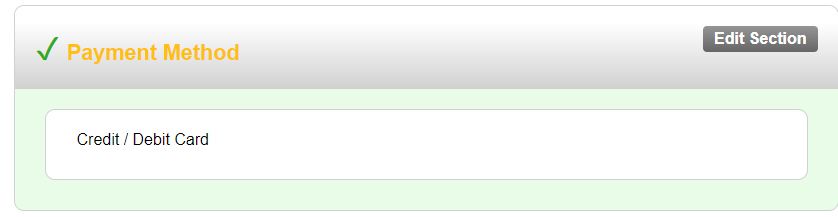 Payment Method
Edit Section
Credit / Debit Card